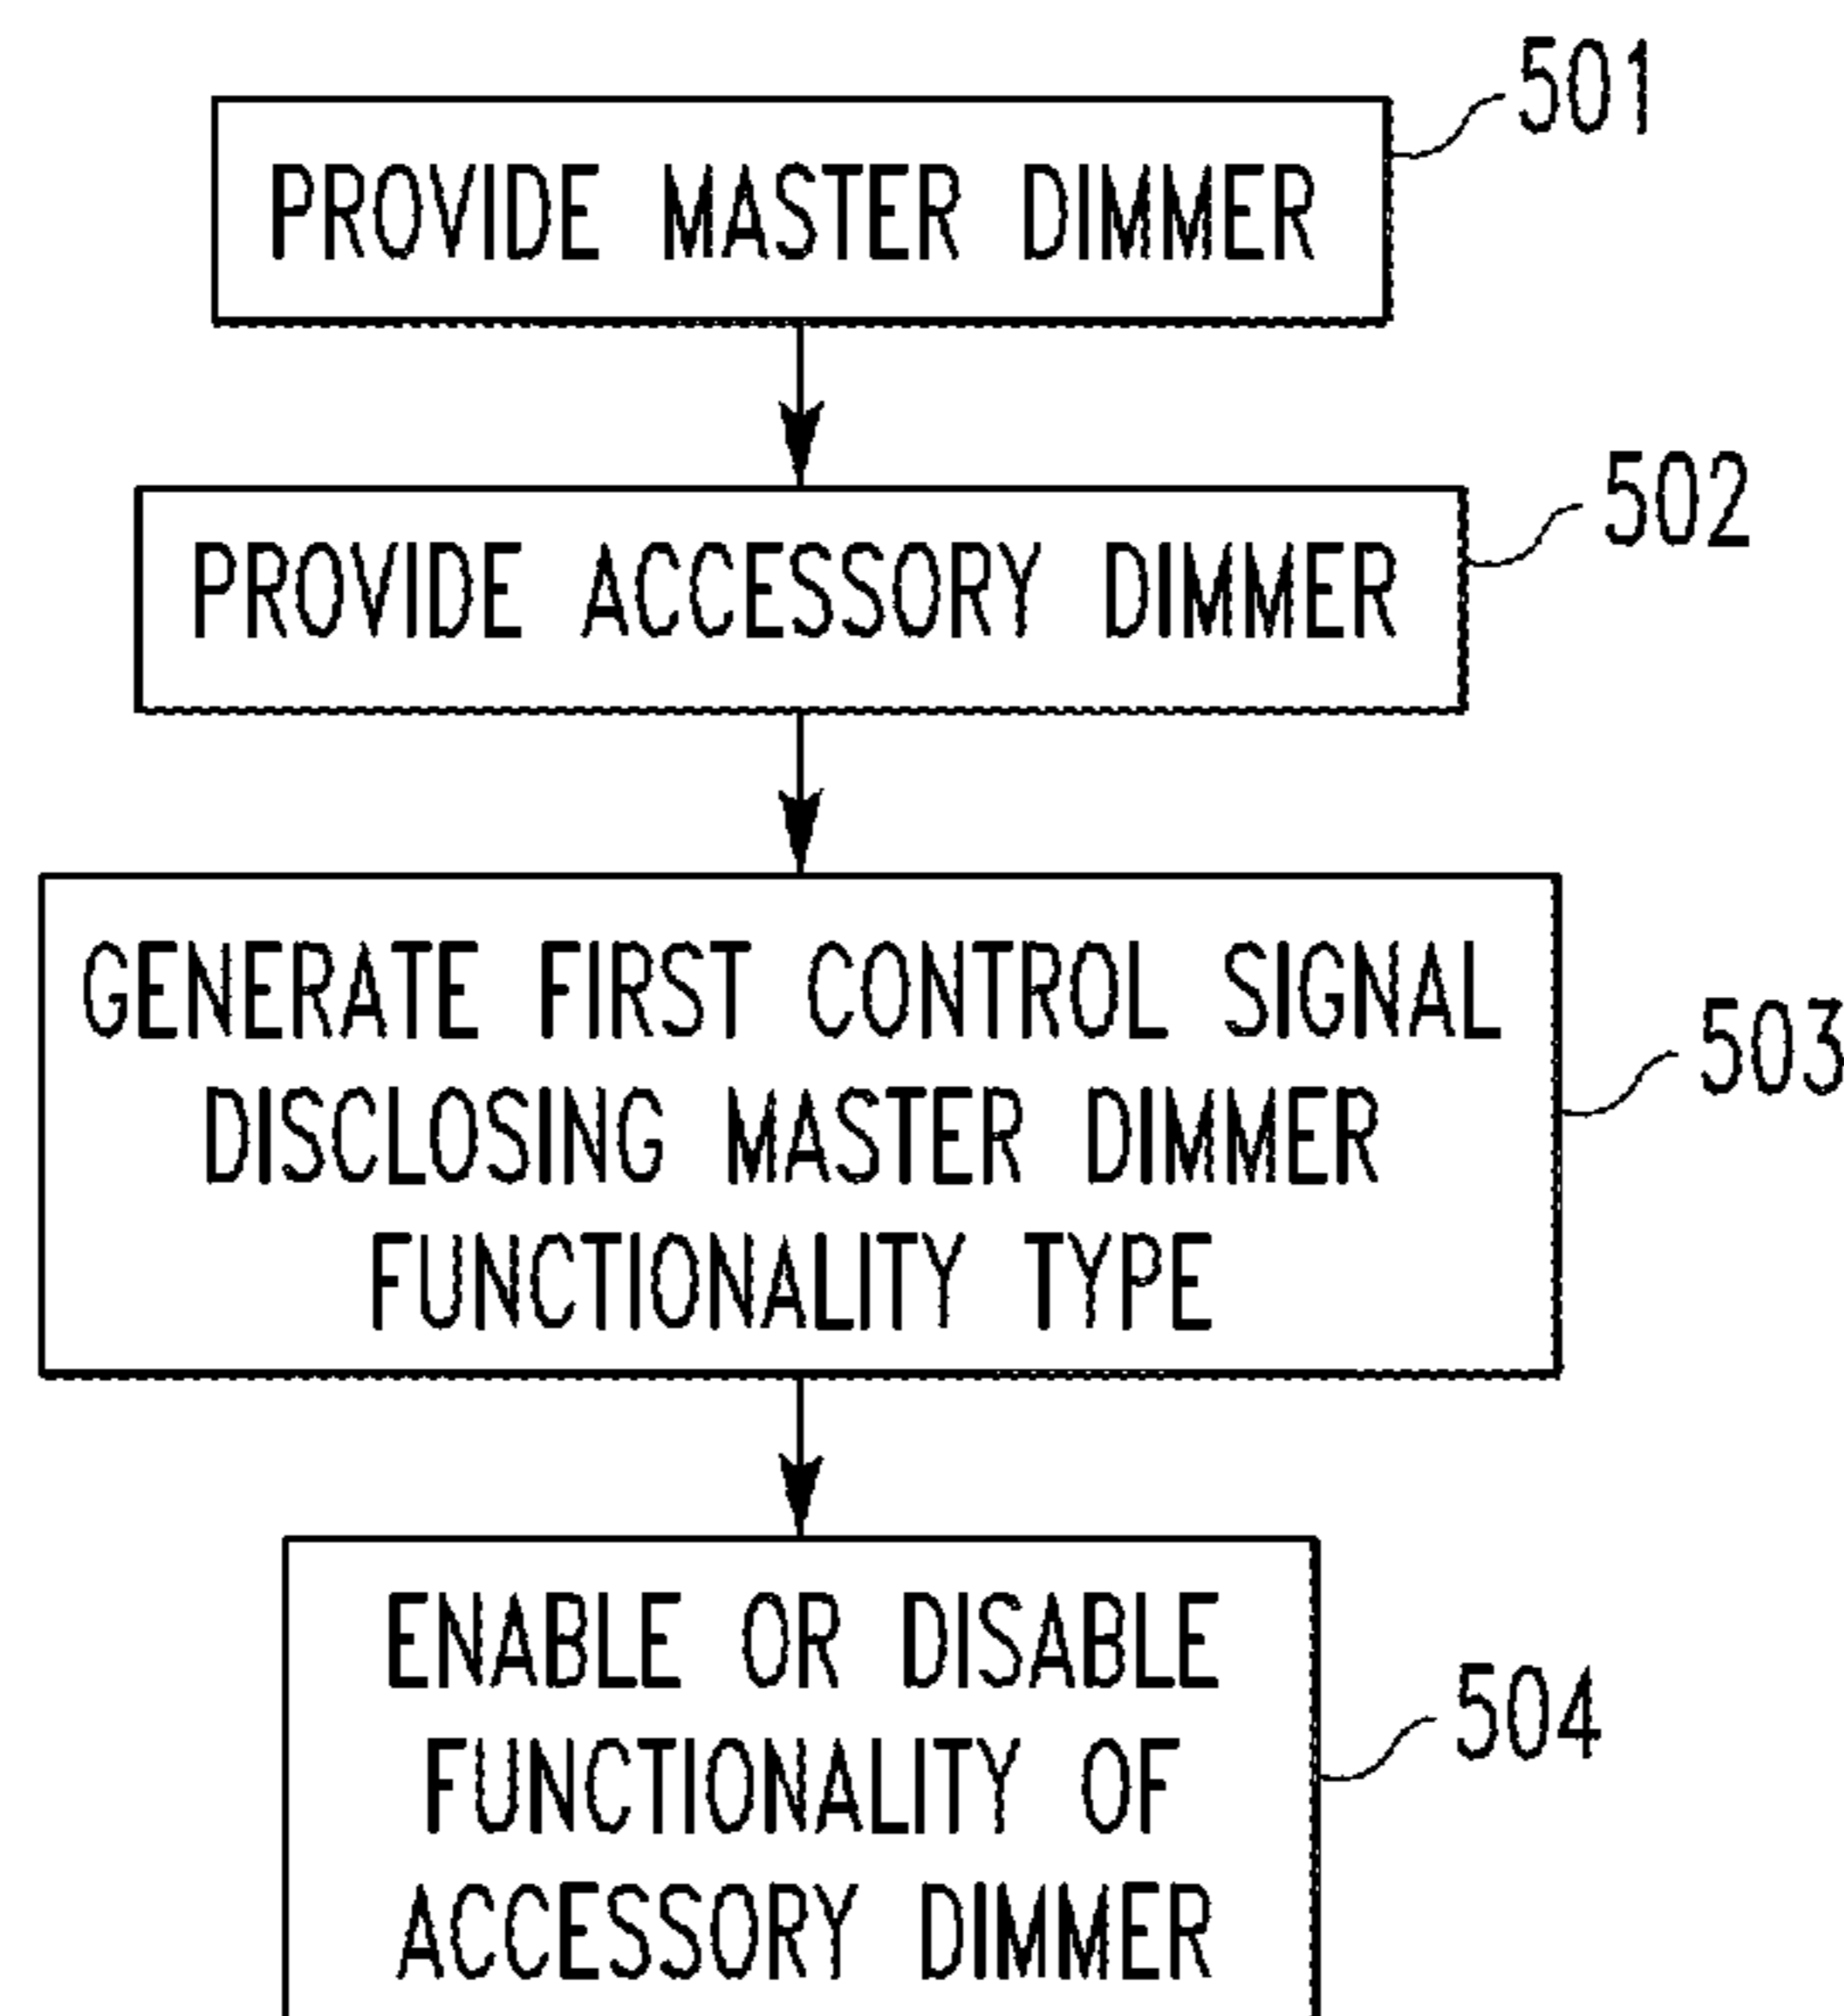 501
PROVIDE MASTER DIMMER
502
PROVIDE ACCESSORY DIMMER
GENERATE FIRST CONTROL SIGNAL
DISCLOSING MASTER DIMMER
FUNCTIONALITY TYPE
503
ENABLE OR DISABLE
FUNCTIONALITY OF
ACCESSORY DIMMER
504